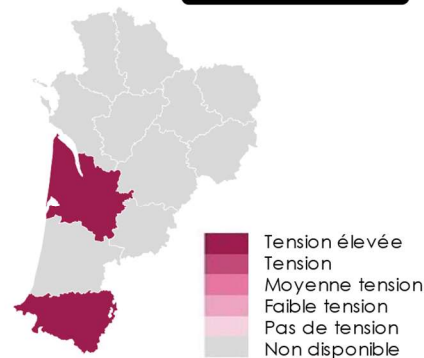 Tension élevée
Tension
Moyenne tension
Faible tension
Pas de tension
Non disponible